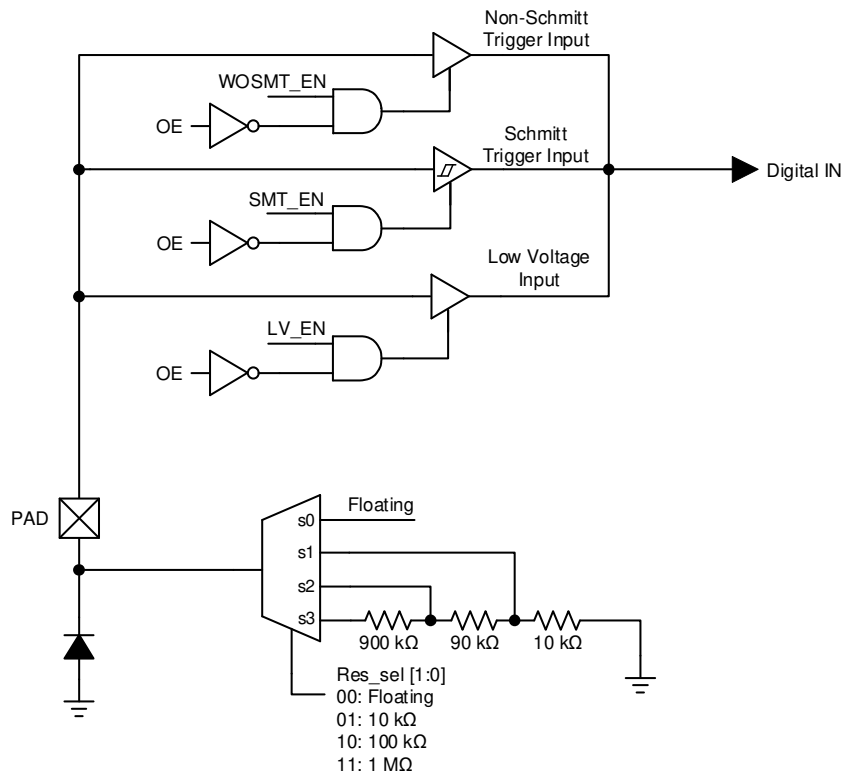 Non-Schmitt
Trigger Input
WOSMT_EN
OE
Schmitt
Trigger Input
Digital IN
SMT_EN
OE
Low Voltage
Input
LV_EN
OE
PAD
Floating
s0
s1
s2
s3
900 kΩ
90 kΩ
10 kΩ
Res_sel [1:0]
00: Floating
01: 10 kΩ
10: 100 kΩ
11: 1 MΩ